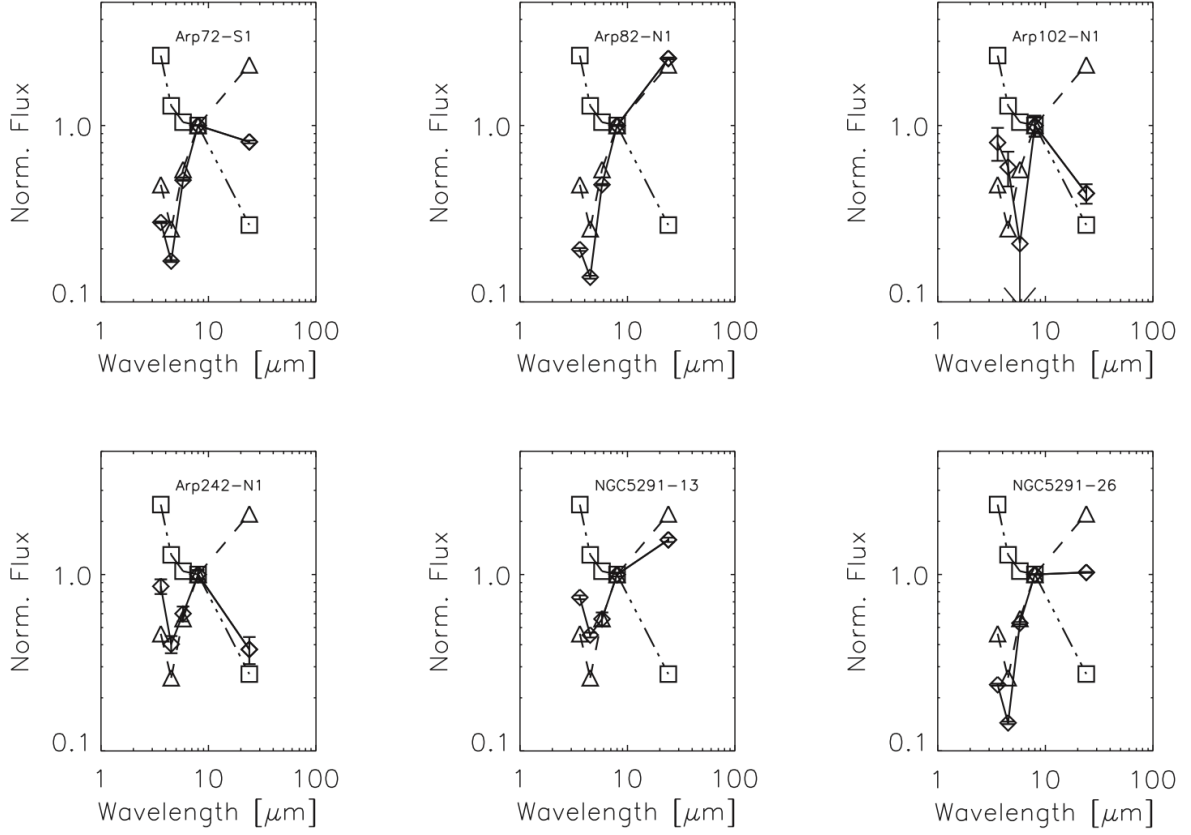 Arp72-S1
Norm. Flux
1.0
0.1
1
10
100
Wavelength [μm]
Arp82-N1
Norm. Flux
1.0
0.1
1
10
100
Wavelength [μm]
Arp102-N1
Norm. Flux
1.0
0.1
1
10
100
Wavelength [μm]
Arp242-N1
Norm. Flux
1.0
0.1
1
10
100
Wavelength [μm]
NGC5291-13
Norm. Flux
1.0
0.1
1
10
100
Wavelength [μm]
NGC5291-26
Norm. Flux
1.0
0.1
1
10
100
Wavelength [μm]